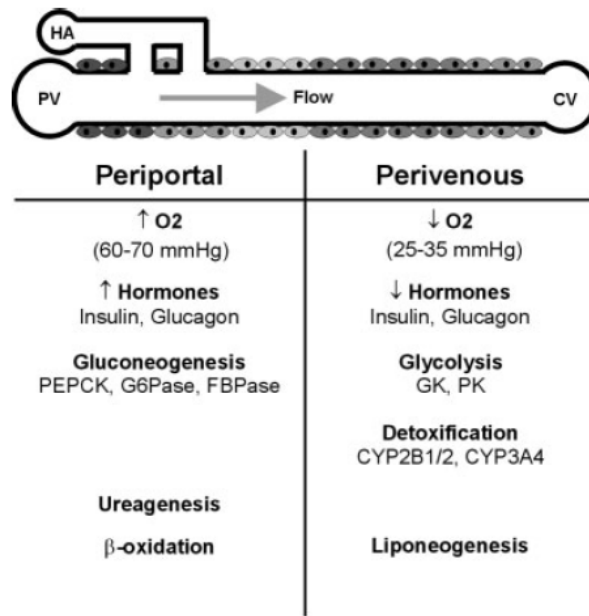 HA
PV
Flow
CV
Periportal
Perivenous
↑ O2
(60-70 mmHg)
↓ O2
(25-35 mmHg)
↑ Hormones
Insulin, Glucagon
↓ Hormones
Insulin, Glucagon
Gluconeogenesis
PEPCK, G6Pase, FBPase
Glycolysis
GK, PK
Detoxification
CYP2B1/2, CYP3A4
Ureagenesis
β-oxidation
Liponeogenesis